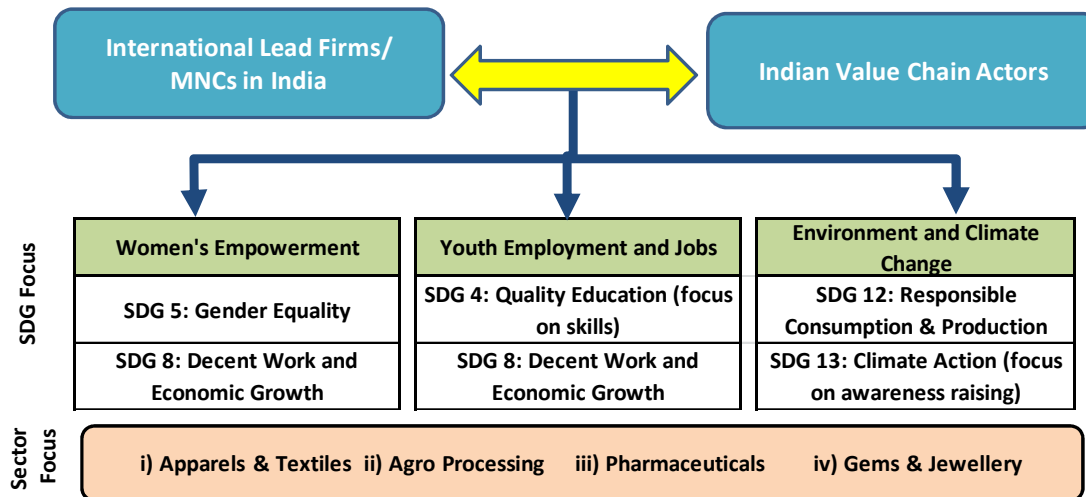 International Lead Firms/
MNCs in India
Indian Value Chain Actors
SDG Focus
Women's Empowerment
Youth Employment and Jobs
Environment and Climate
Change
SDG 5: Gender Equality
SDG 4: Quality Education (focus
on skills)
SDG 12: Responsible
Consumption & Production
SDG 8: Decent Work and
Economic Growth
SDG 8: Decent Work and
Economic Growth
SDG 13: Climate Action (focus
on awareness raising)
Sector
Focus
i) Apparels & Textiles ii) Agro Processing iii) Pharmaceuticals iv) Gems & Jewellery